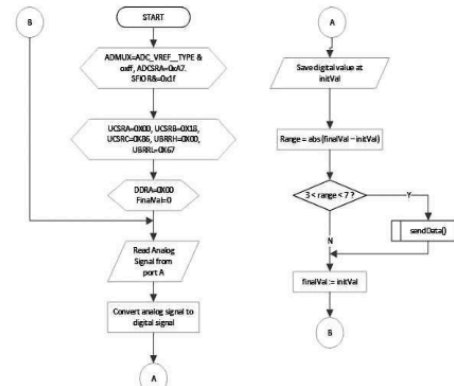 B
START
ADMUX=ADC_VREF__TYPE &
0xff, ADCSRA=0xA7.
SFIOR&=0x1f
UCSRA=0X00, UCSRB=0X18,
UCSRC=0X86, UBRRH=0X00,
UBRRL=0X67
DDRA=0X00
FinalVal=0
Read Analog
Signal from
port A
Convert analog signal to
digital signal
A
A
Save digital value at
initVal
Range = abs(finalVal – initVal)
3 < range < 7 ?
Y
sendData()
N
finalVal := initVal
B